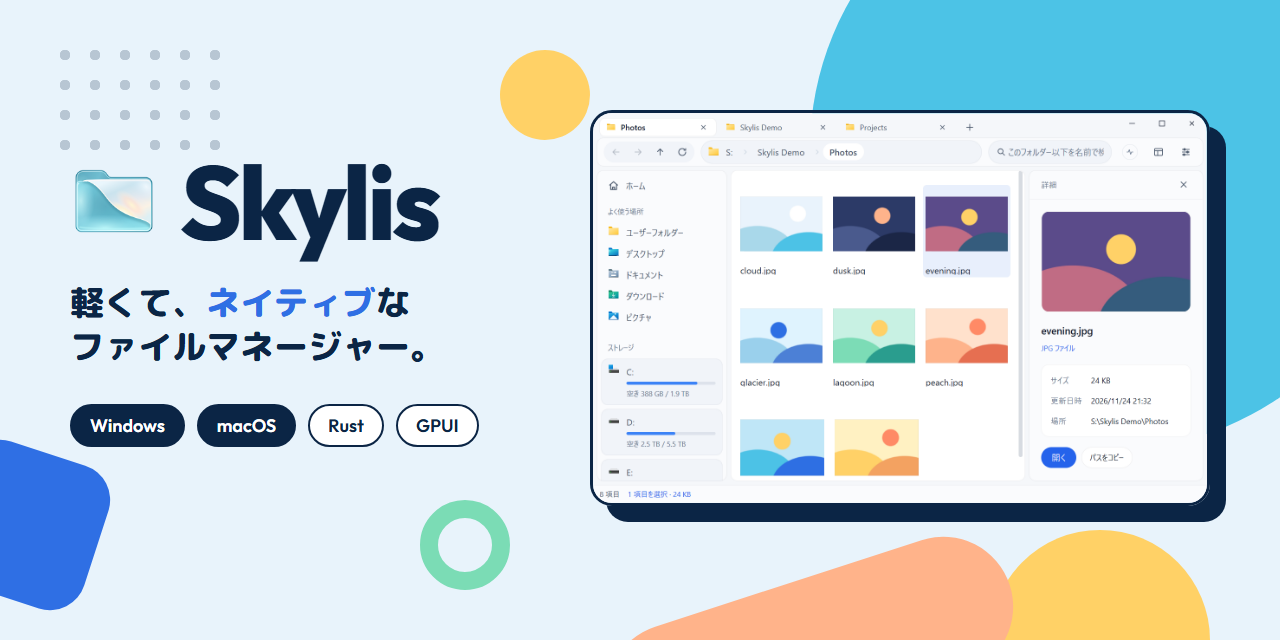 Skylis
軽くて、ネイティブな
ファイルマネージャー。
Windows
macOS
Rust
GPUI
Photos
Skylis Demo
Projects
S:
Skylis Demo
Photos
このフォルダー以下を名前で検
ホーム
よく使う場所
ユーザーフォルダー
デスクトップ
ドキュメント
ダウンロード
ピクチャ
ストレージ
C:
空き 388 GB / 1.9 TB
D:
空き 2.5 TB / 5.5 TB
E:
cloud.jpg
dusk.jpg
evening.jpg
glacier.jpg
lagoon.jpg
peach.jpg
詳細
evening.jpg
JPG ファイル
サイズ 24 KB
更新日時 2026/11/24 21:32
場所 S:\Skylis Demo\Photos
開く
パスをコピー
8 項目
1 項目を選択 · 24 KB